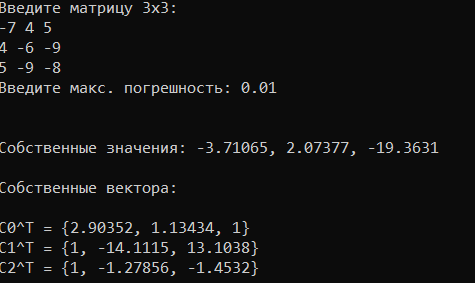 Введите матрицу 3x3:
-7 4 5
4 -6 -9
5 -9 -8
Введите макс. погрешность: 0.01
Собственные значения: -3.71065, 2.07377, -19.3631
Собственные вектора:
C0^T = {2.90352, 1.13434, 1}
C1^T = {1, -14.1115, 13.1038}
C2^T = {1, -1.27856, -1.4532}